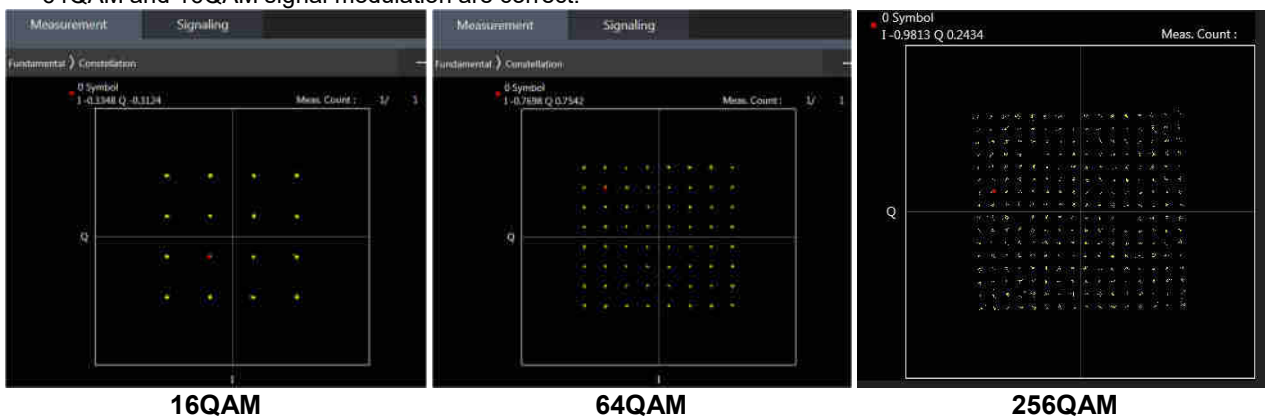 64QAM and 16QAM signal modulation are correct.
Measurement Signaling
Fundamental ❭ Constellation
0 Symbol
I -0.3348 Q -0.3124 Meas. Count : 1/ 1
Q
I
16QAM
Measurement Signaling
Fundamental ❭ Constellation
0 Symbol
I -0.7698 Q 0.7542 Meas. Count : 1/ 1
Q
I
64QAM
0 Symbol
I -0.9813 Q 0.2434 Meas. Count :
Q
256QAM